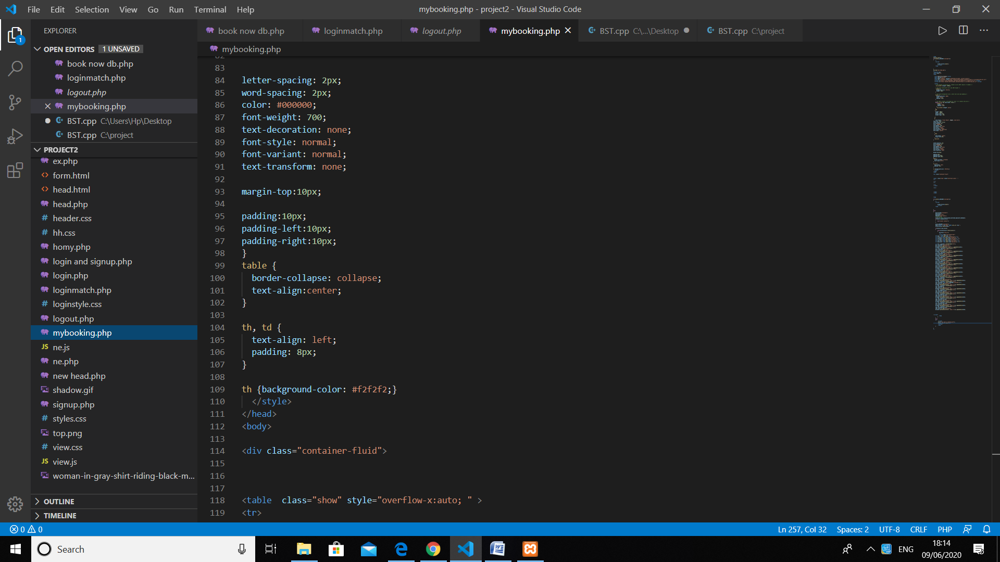 File Edit Selection View Go Run Terminal Help
mybooking.php - project2 - Visual Studio Code
EXPLORER
OPEN EDITORS 1 UNSAVED
book now db.php
loginmatch.php
logout.php
mybooking.php
BST.cpp C:\Users\Hp\Desktop
BST.cpp C:\project
PROJECT2
ex.php
form.html
head.html
head.php
header.css
hh.css
homy.php
login and signup.php
login.php
loginmatch.php
loginstyle.css
logout.php
mybooking.php
ne.js
ne.php
new head.php
shadow.gif
signup.php
styles.css
top.png
view.css
view.js
woman-in-gray-shirt-riding-black-m...
OUTLINE
TIMELINE
book now db.php loginmatch.php logout.php mybooking.php BST.cpp C:\...\Desktop BST.cpp C:\project
mybooking.php
82
83
84 letter-spacing: 2px;
85 word-spacing: 2px;
86 color: #000000;
87 font-weight: 700;
88 text-decoration: none;
89 font-style: normal;
90 font-variant: normal;
91 text-transform: none;
92
93 margin-top:10px;
94
95 padding:10px;
96 padding-left:10px;
97 padding-right:10px;
98 }
99 table {
100 border-collapse: collapse;
101 text-align:center;
102 }
103
104 th, td {
105 text-align: left;
106 padding: 8px;
107 }
108
109 th {background-color: #f2f2f2;}
110 </style>
111 </head>
112 <body>
113
114 <div class="container-fluid">
115
116
117
118 <table  class="show" style="overflow-x:auto; " >
119 <tr>
0 0
Ln 257, Col 32 Spaces: 2 UTF-8 CRLF PHP
Search
ENG
18:14
09/06/2020